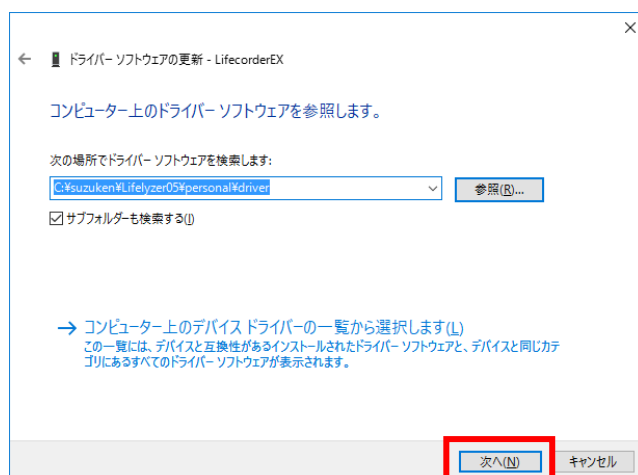 ドライバー ソフトウェアの更新 - LifecorderEX
コンピューター上のドライバー ソフトウェアを参照します。
次の場所でドライバー ソフトウェアを検索します:
C:¥suzuken¥Lifelyzer05¥personal¥driver
参照(R)...
サブフォルダーも検索する(I)
コンピューター上のデバイス ドライバーの一覧から選択します(L)
この一覧には、デバイスと互換性があるインストールされたドライバー ソフトウェアと、デバイスと同じカテ
ゴリにあるすべてのドライバー ソフトウェアが表示されます。
次へ(N)
キャンセル